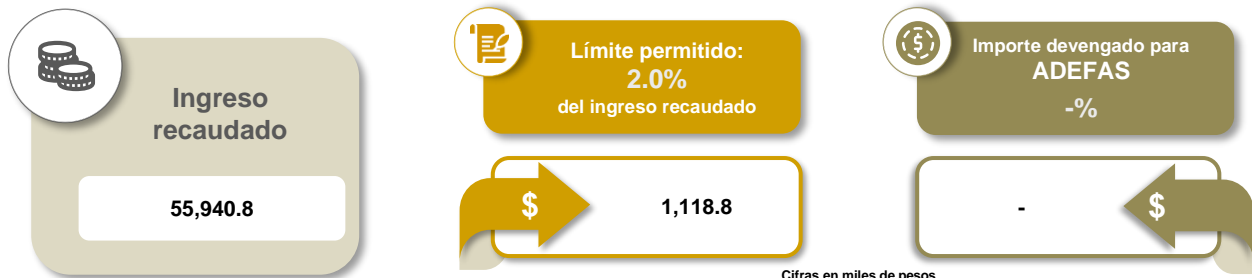 Ingreso
recaudado
55,940.8
Límite permitido:
2.0%
del ingreso recaudado
$
1,118.8
Importe devengado para
ADEFAS
-%
-
$
Cifras en miles de pesos